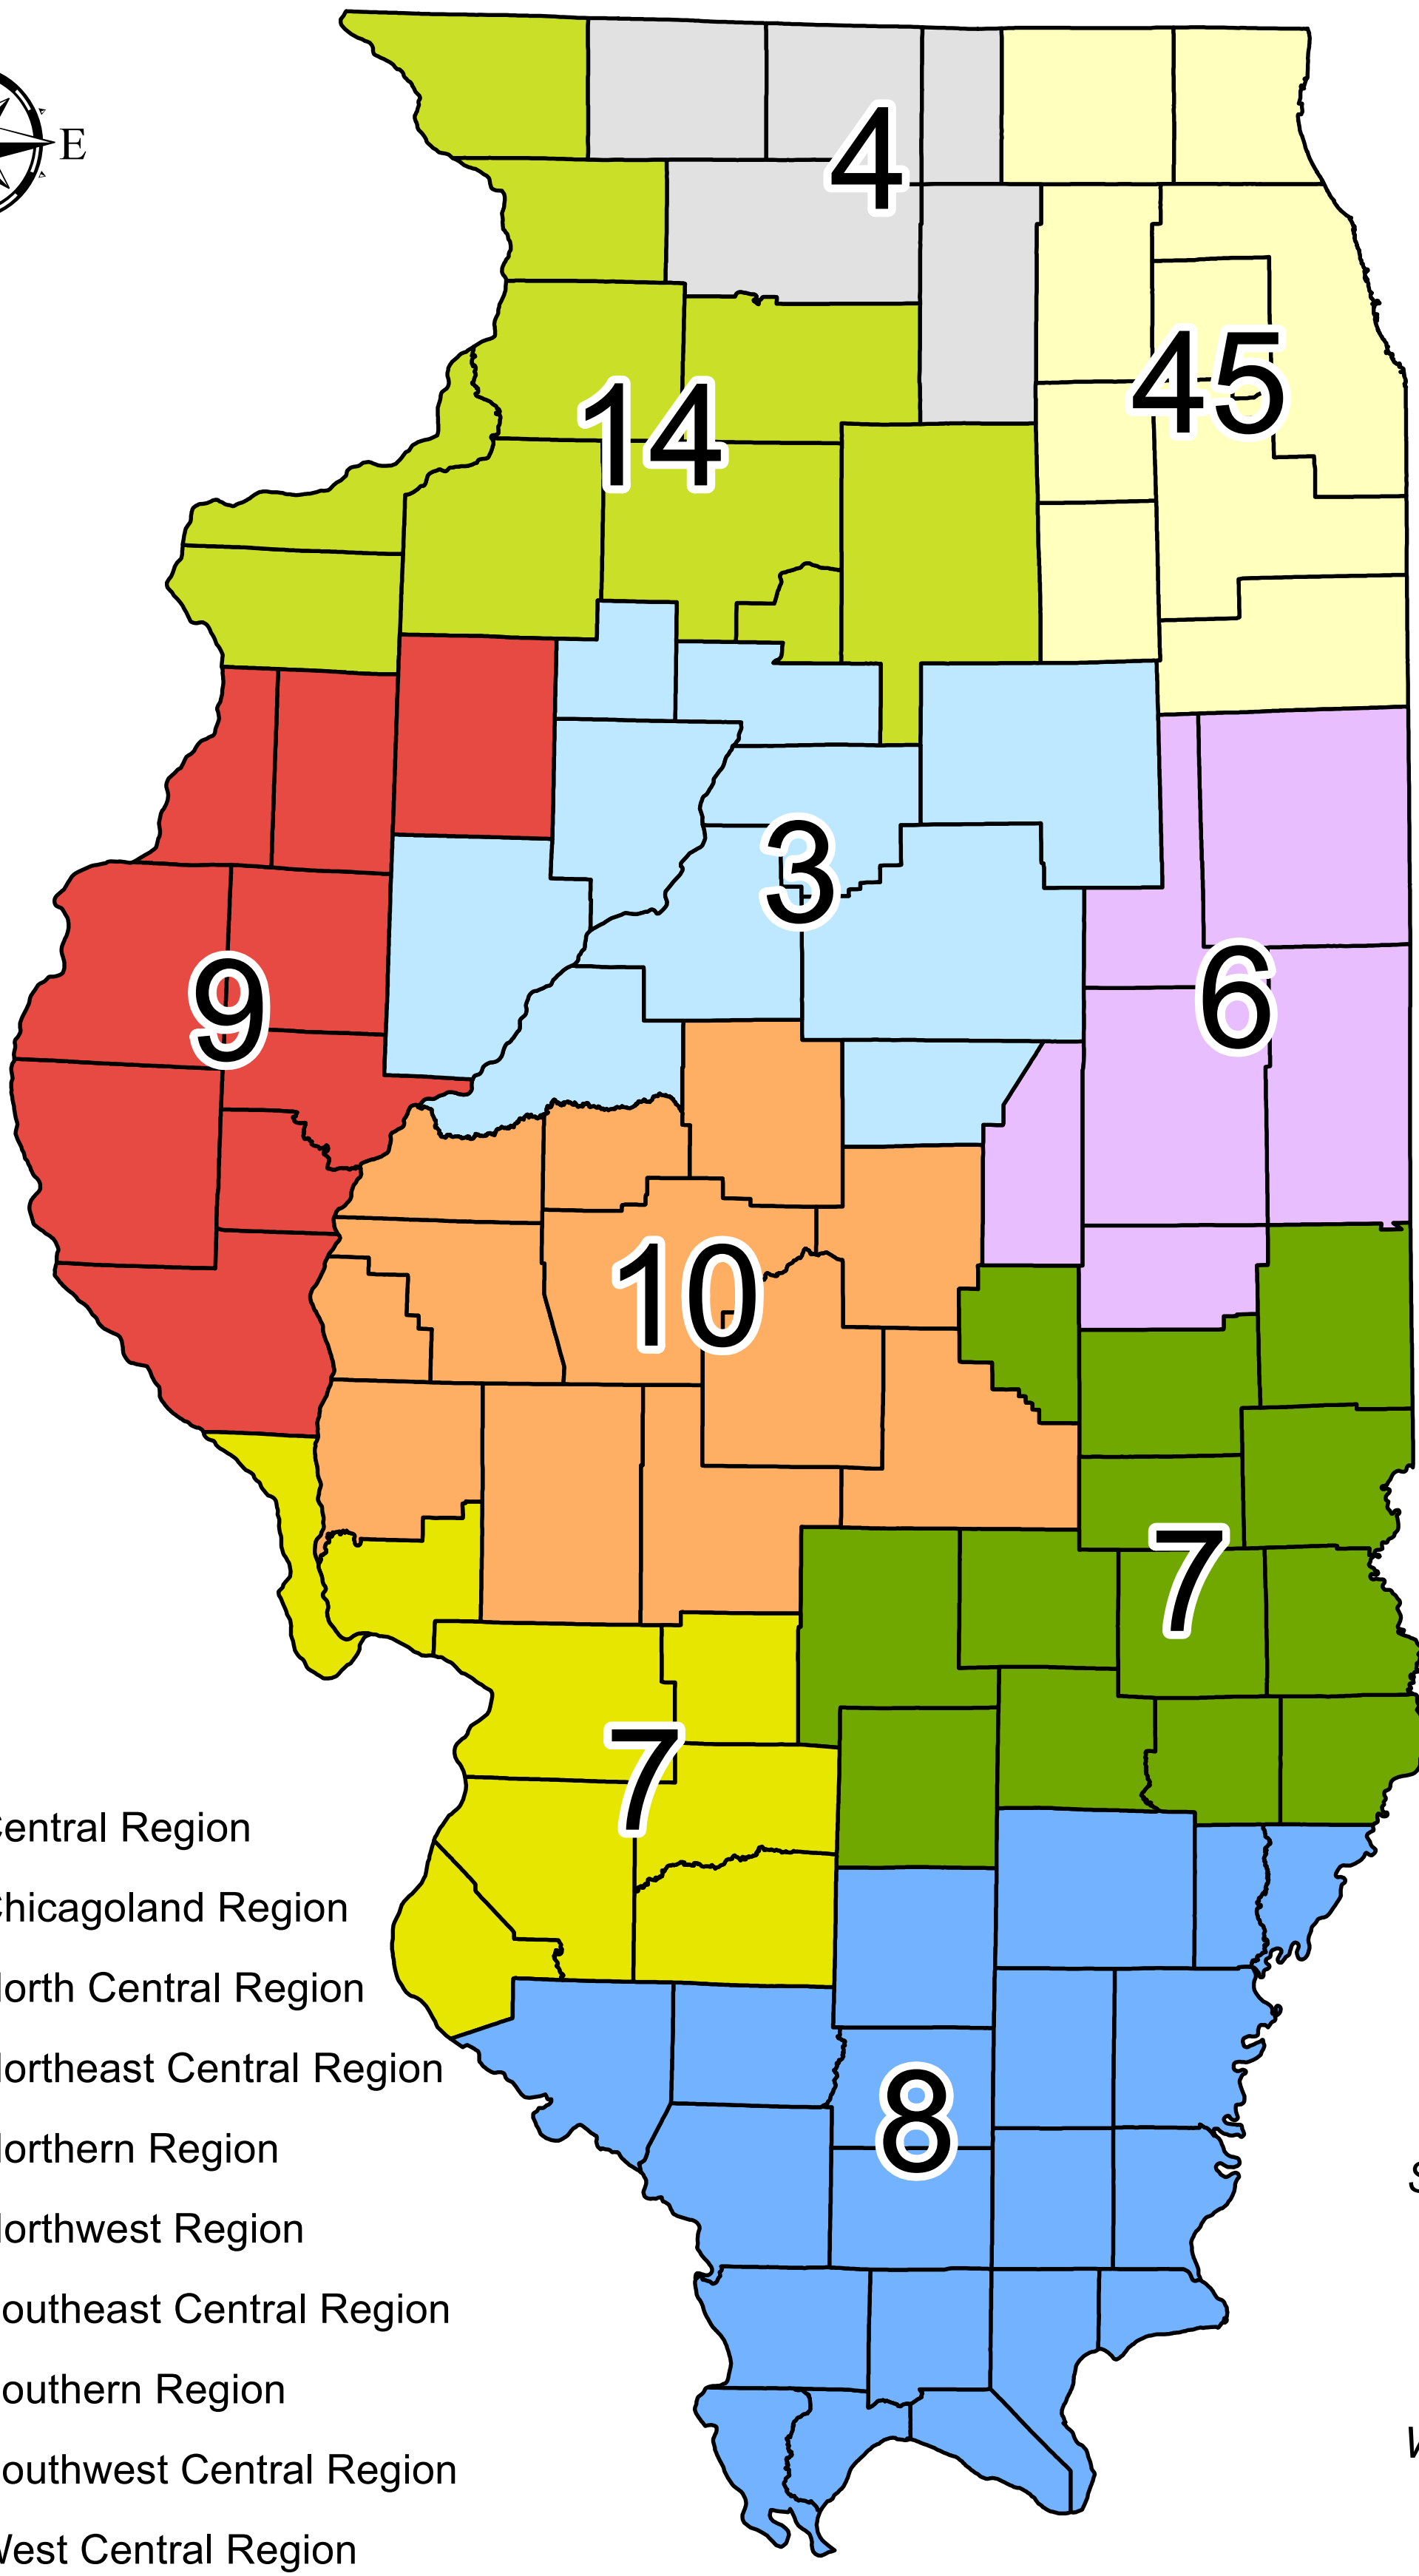 E
4
45
14
3
9
6
10
7
7
8
entral Region
hicagoland Region
orth Central Region
ortheast Central Region
orthern Region
orthwest Region
outheast Central Region
outhern Region
outhwest Central Region
est Central Region